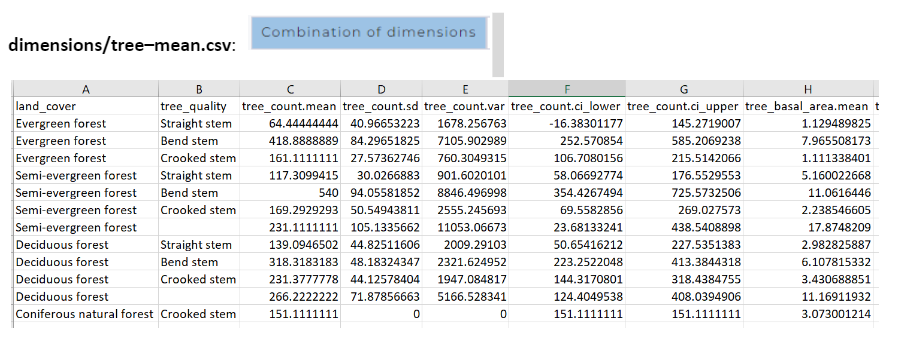 Combination of dimensions
dimensions/tree–mean.csv:
A B C D E F G H
land_cover tree_quality tree_count.mean tree_count.sd tree_count.var tree_count.ci_lower tree_count.ci_upper tree_basal_area.mean t
Evergreen forest Straight stem 64.44444444 40.96653223 1678.256763 -16.38301177 145.2719007 1.129489825
Evergreen forest Bend stem 418.8888889 84.29651825 7105.902989 252.570854 585.2069238 7.965508173
Evergreen forest Crooked stem 161.1111111 27.57362746 760.3049315 106.7080156 215.5142066 1.111338401
Semi-evergreen forest Straight stem 117.3099415 30.0266883 901.6020101 58.06692774 176.5529553 5.160022668
Semi-evergreen forest Bend stem 540 94.05581852 8846.496998 354.4267494 725.5732506 11.0616446
Semi-evergreen forest Crooked stem 169.2929293 50.54943811 2555.245693 69.5582856 269.027573 2.238546605
Semi-evergreen forest 231.1111111 105.1335662 11053.06673 23.68133241 438.5408898 17.8748209
Deciduous forest Straight stem 139.0946502 44.82511606 2009.29103 50.65416212 227.5351383 2.982825887
Deciduous forest Bend stem 318.3183183 48.18324347 2321.624952 223.2522048 413.3844318 6.107815332
Deciduous forest Crooked stem 231.3777778 44.12578404 1947.084817 144.3170801 318.4384755 3.430688851
Deciduous forest 266.2222222 71.87856663 5166.528341 124.4049538 408.0394906 11.16911932
Coniferous natural forest Crooked stem 151.1111111 0 0 151.1111111 151.1111111 3.073001214